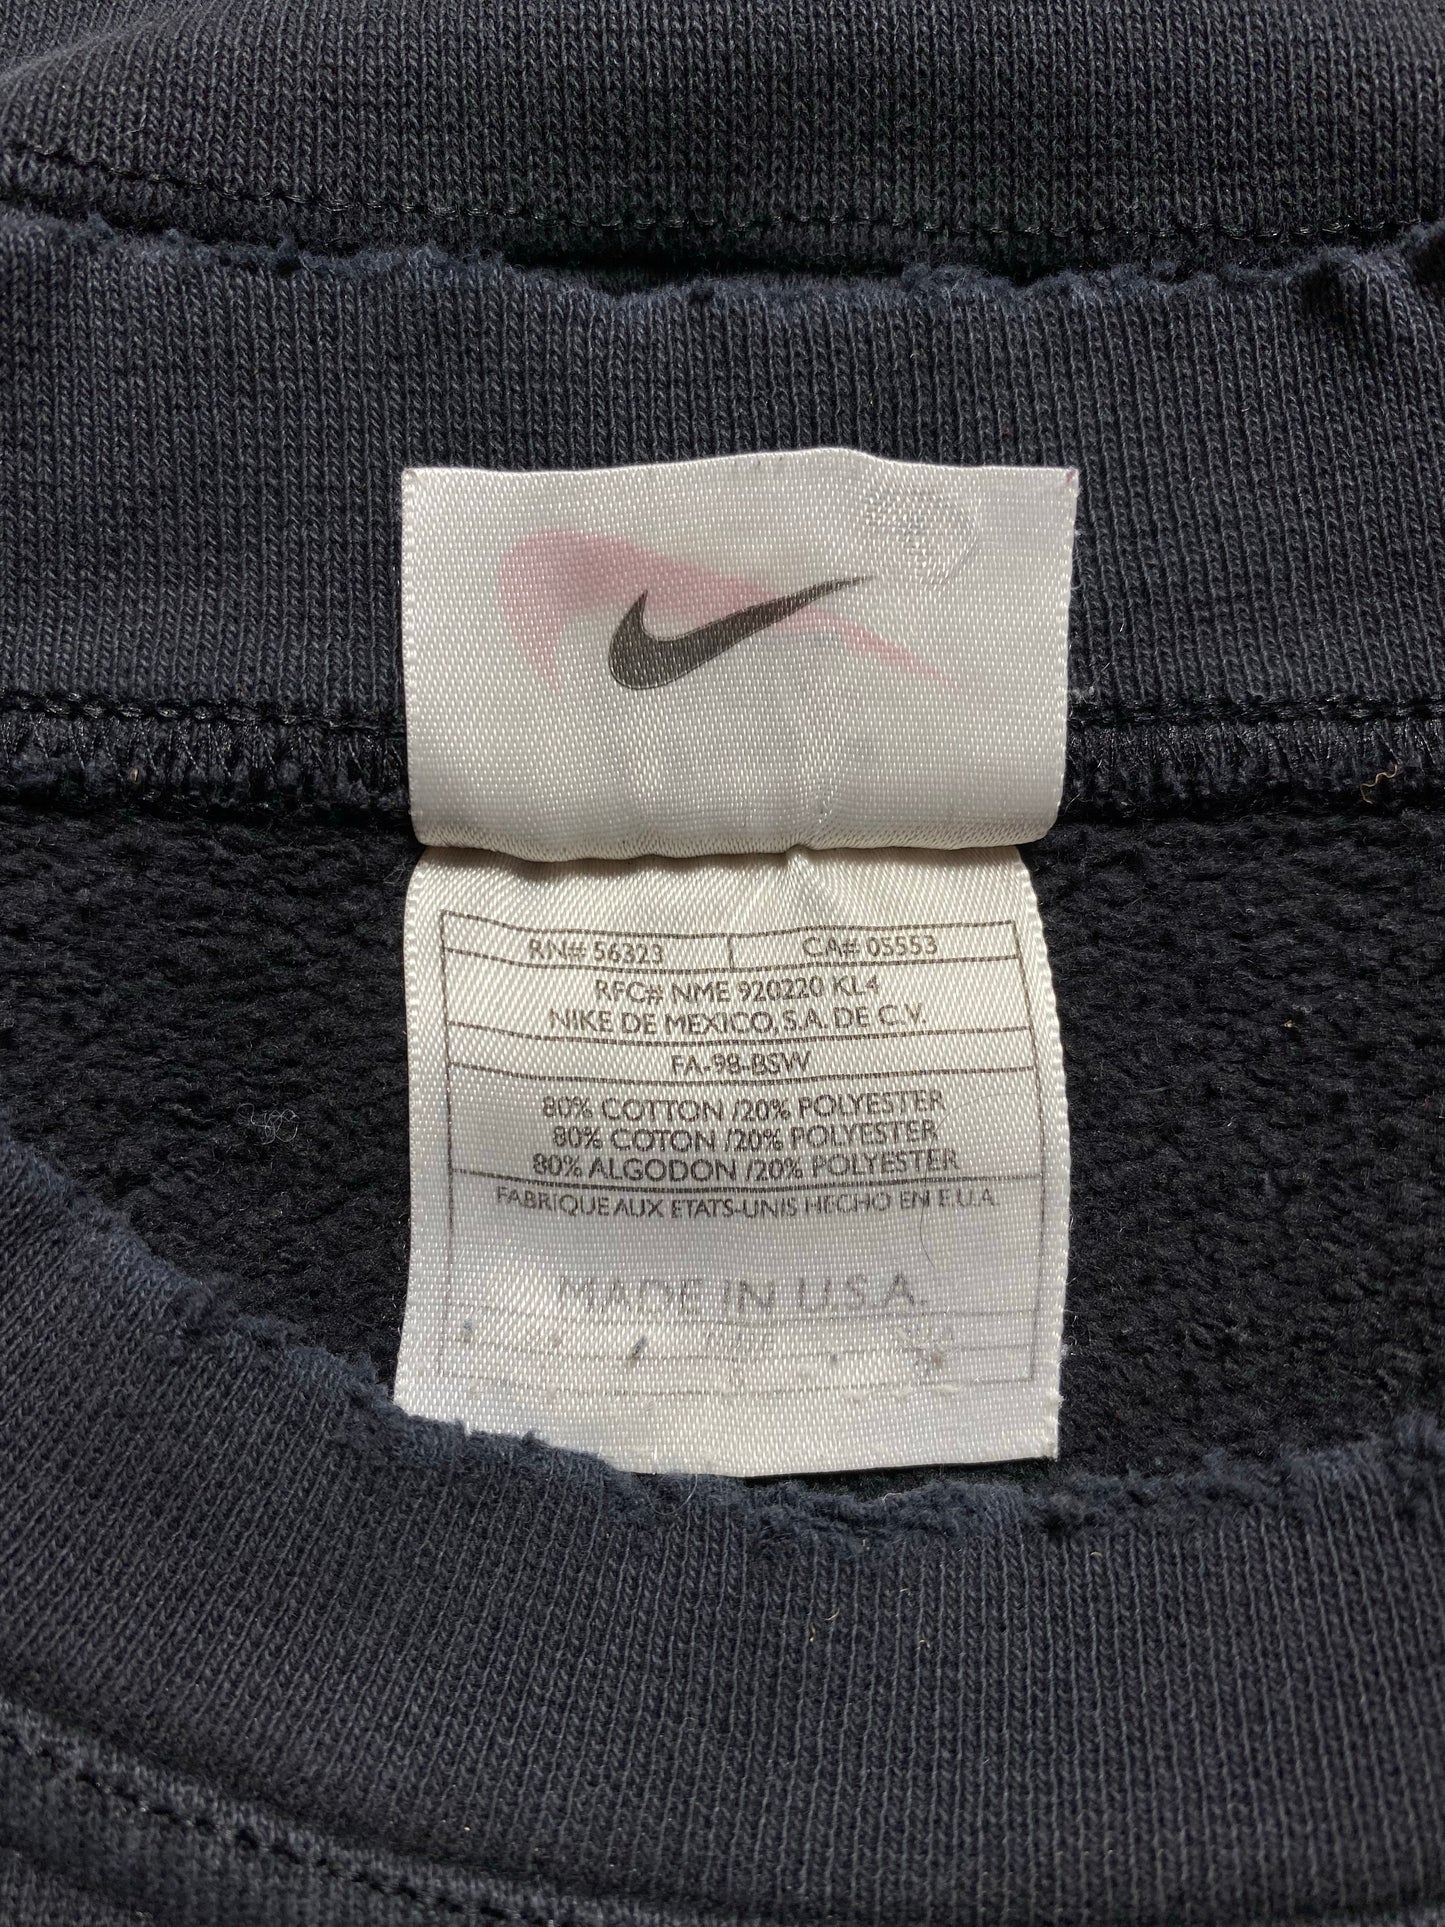 RN# 56323 CA# 05553
RFC# NME 920220 KL4
NIKE DE MEXICO, S.A. DE C.V.
FA-98-BSW
80% COTTON /20% POLYESTER
80% COTON /20% POLYESTER
80% ALGODON /20% POLYESTER
FABRIQUE AUX ETATS-UNIS HECHO EN E.U.A.
MADE IN U.S.A.